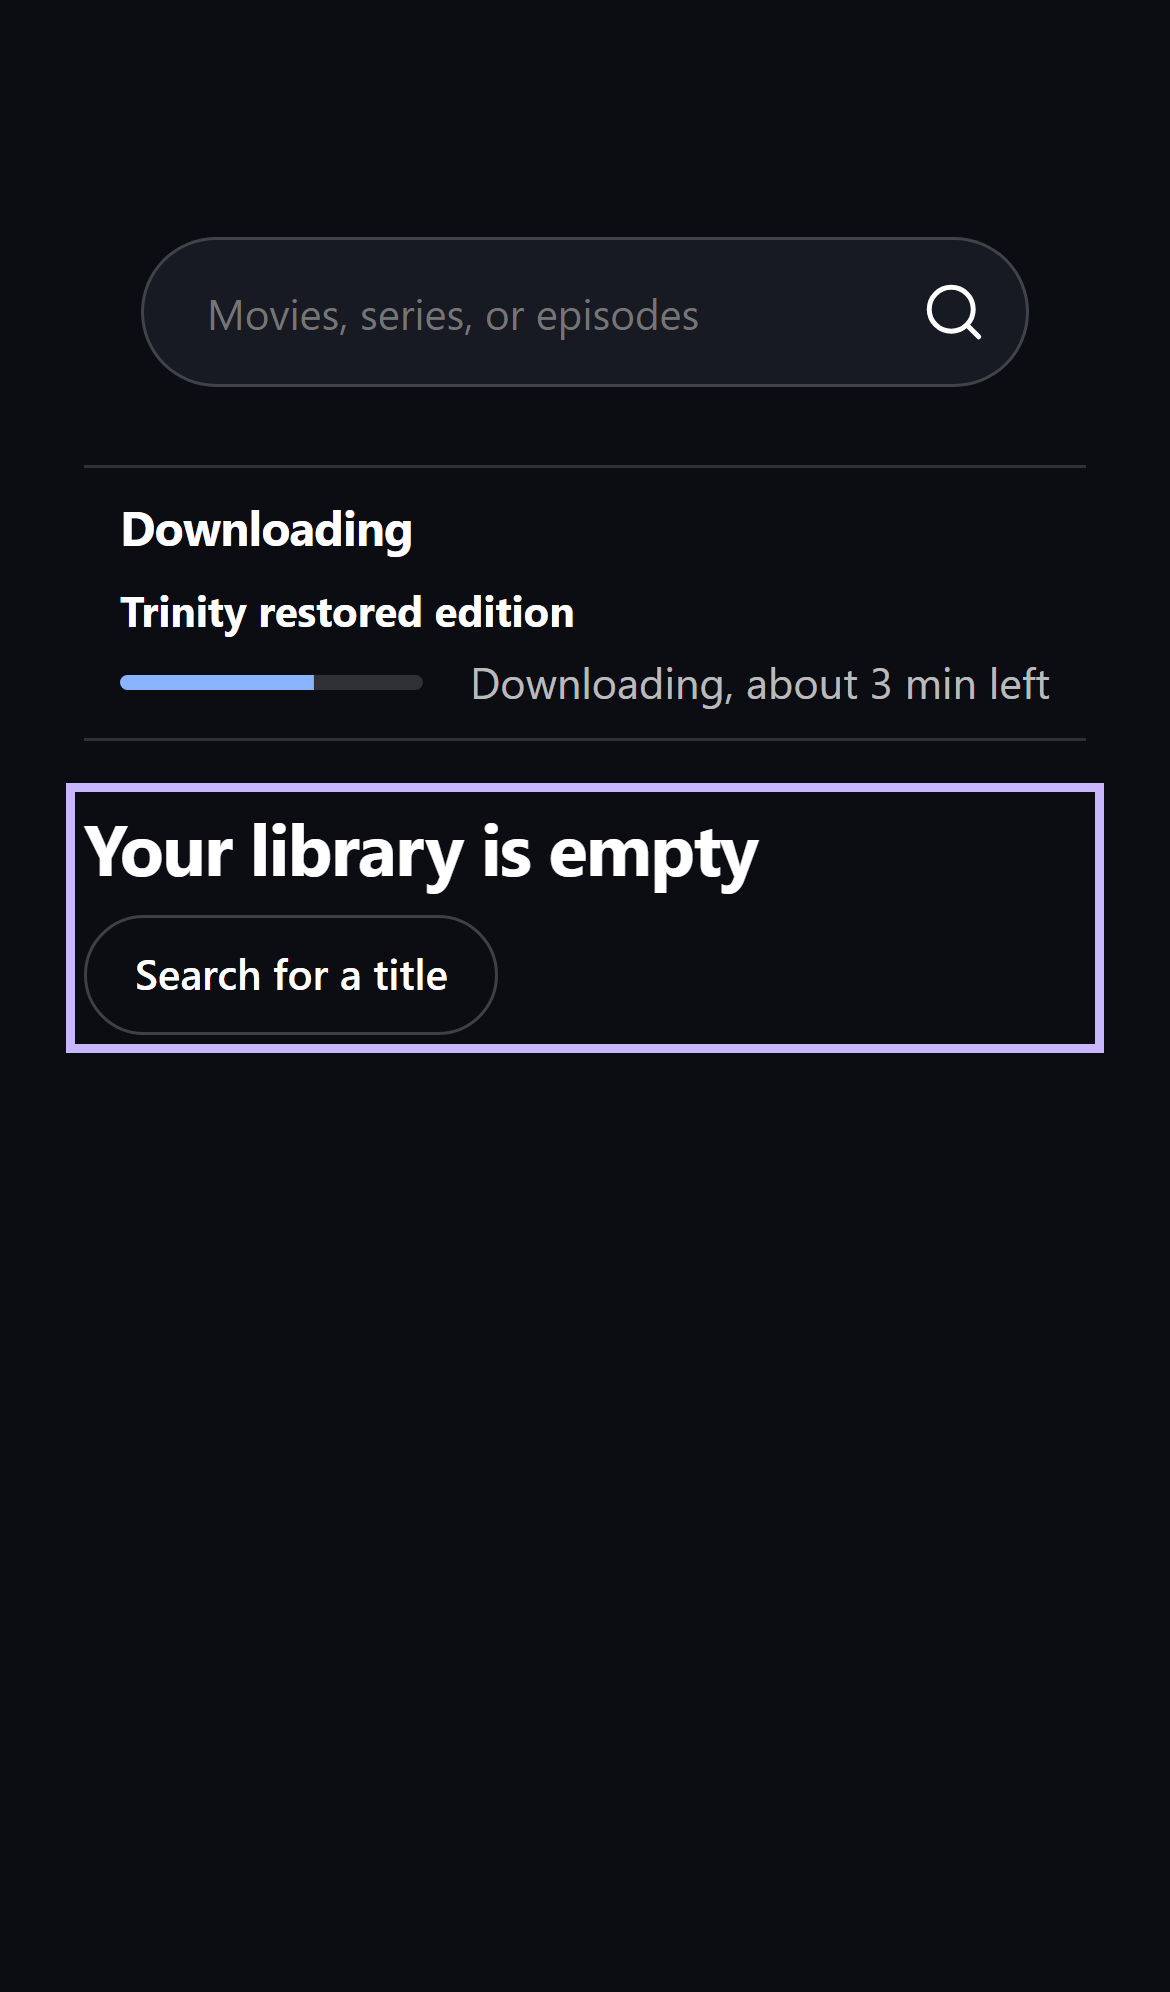 Movies, series, or episodes
Downloading
Trinity restored edition
Downloading, about 3 min left
Your library is empty
Search for a title